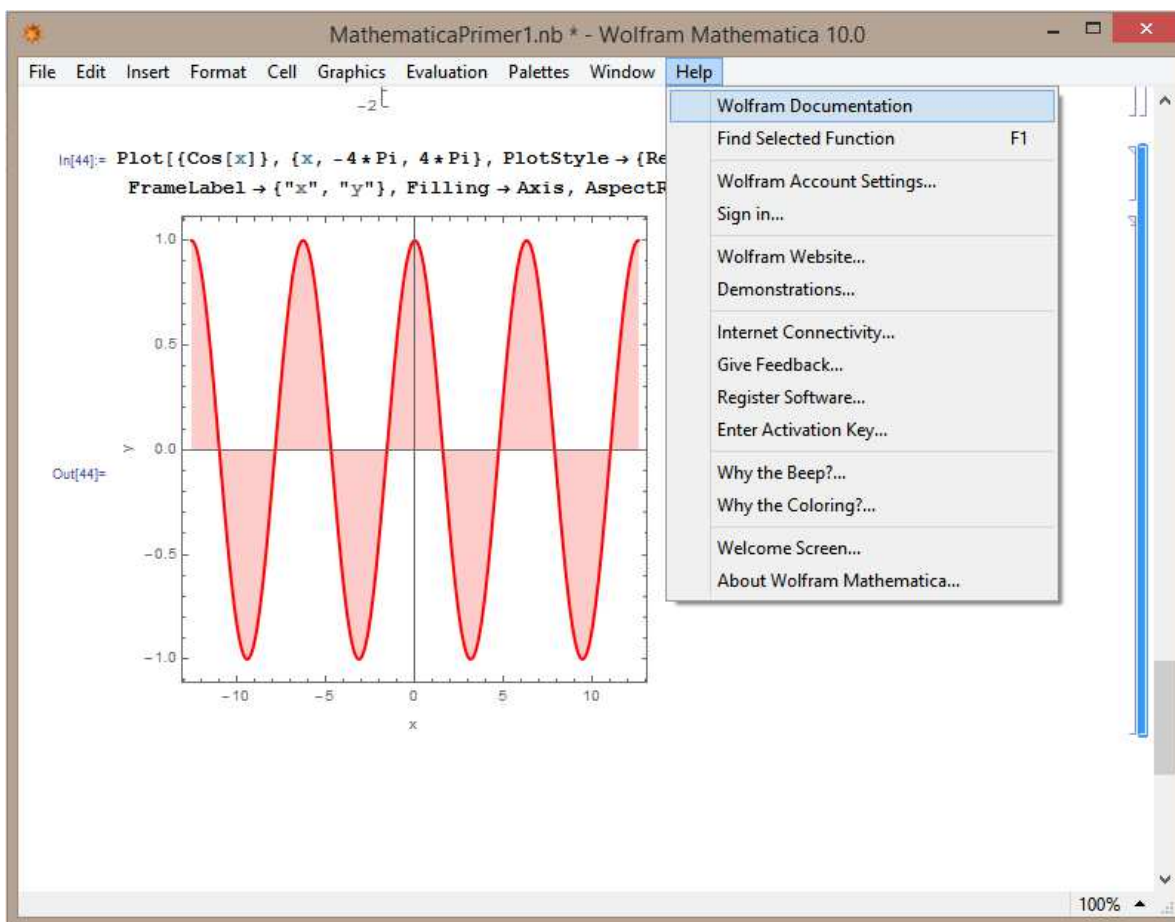 MathematicaPrimer1.nb * - Wolfram Mathematica 10.0
File Edit Insert Format Cell Graphics Evaluation Palettes Window Help
-2
In[44]:= Plot[{Cos[x]}, {x, -4*Pi, 4*Pi}, PlotStyle → {Re
FrameLabel → {"x", "y"}, Filling → Axis, AspectR
1.0
0.5
0.0
-0.5
-1.0
y
Out[44]=
-10 -5 0 5 10
x
Wolfram Documentation
Find Selected Function F1
Wolfram Account Settings...
Sign in...
Wolfram Website...
Demonstrations...
Internet Connectivity...
Give Feedback...
Register Software...
Enter Activation Key...
Why the Beep?...
Why the Coloring?...
Welcome Screen...
About Wolfram Mathematica...
100%